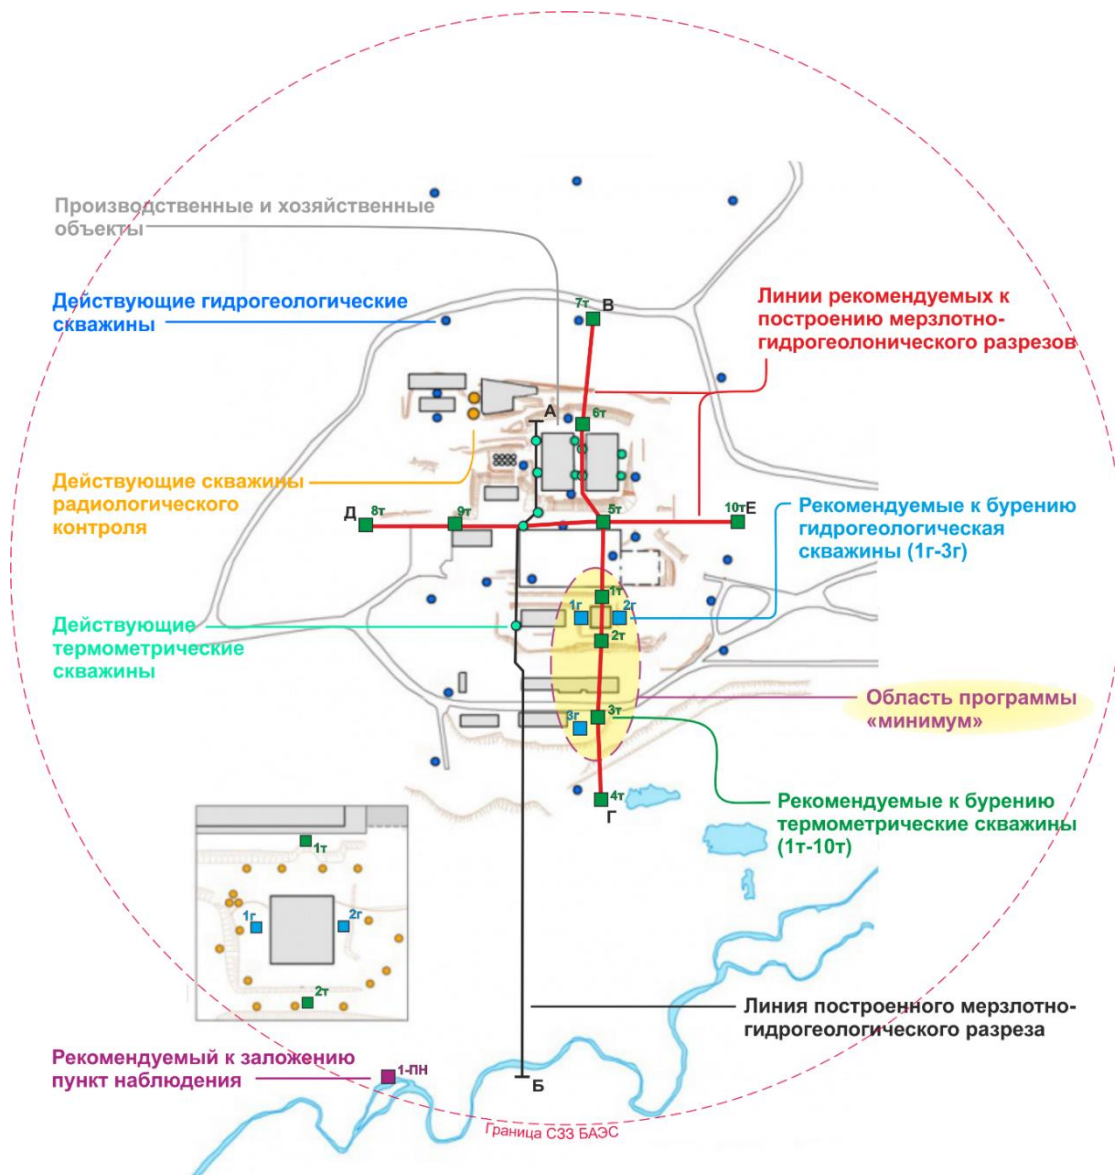 Производственные и хозяйственные
объекты
Действующие гидрогеологические
скважины
7т
В
Линии рекомендуемых к
построению мерзлотно-
гидрогеолонического разрезов
А
6т
Действующие скважины
радиологического
контроля
Д
8т
9т
5т
10т
Е
Рекомендуемые к бурению
гидрогеологическая
скважины (1г-3г)
1т
1г
2г
2т
Действующие
термометрические
скважины
Область программы
«минимум»
3т
3г
4т
Г
Рекомендуемые к бурению
термометрические скважины
(1т-10т)
1т
1г
2г
2т
Линия построенного мерзлотно-
гидрогеологического разреза
Рекомендуемый к заложению
пункт наблюдения
1-ПН
Б
Граница СЗЗ БАЭС